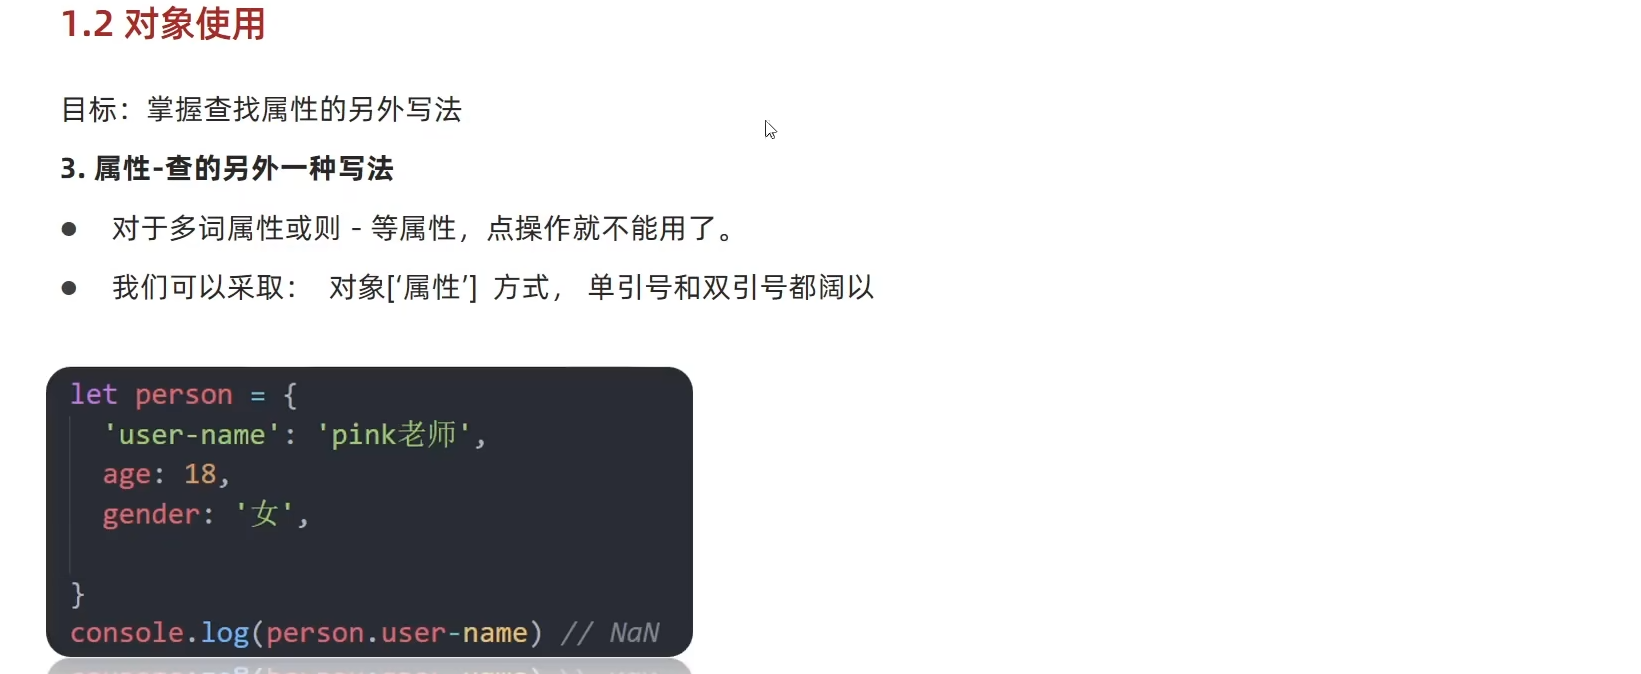 1.2 对象使用
目标：掌握查找属性的另外写法
3. 属性-查的另外一种写法
● 对于多词属性或则 - 等属性，点操作就不能用了。
● 我们可以采取： 对象[‘属性’] 方式， 单引号和双引号都阔以
let person = {
'user-name': 'pink老师',
age: 18,
gender: '女',
}
console.log(person.user-name) // NaN